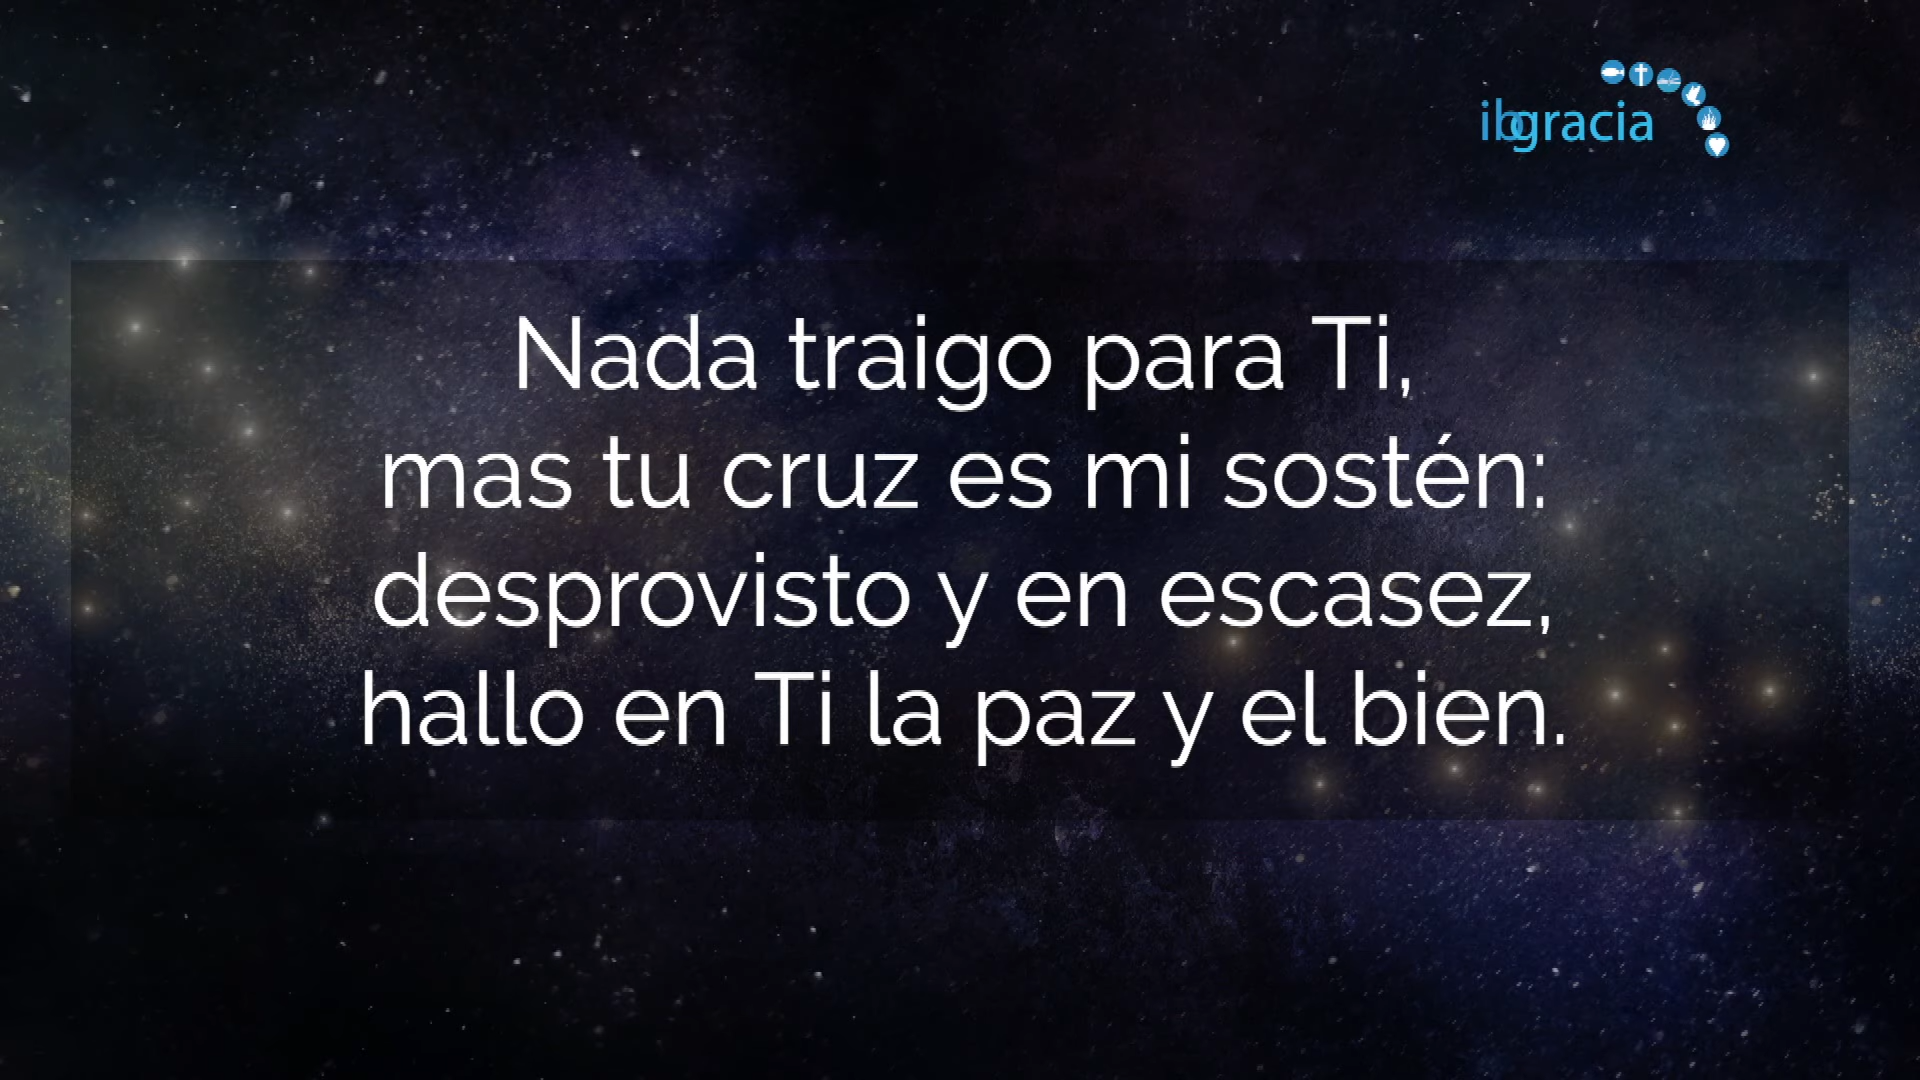 ibgracia
Nada traigo para Ti,
mas tu cruz es mi sostén:
desprovisto y en escasez,
hallo en Ti la paz y el bien.